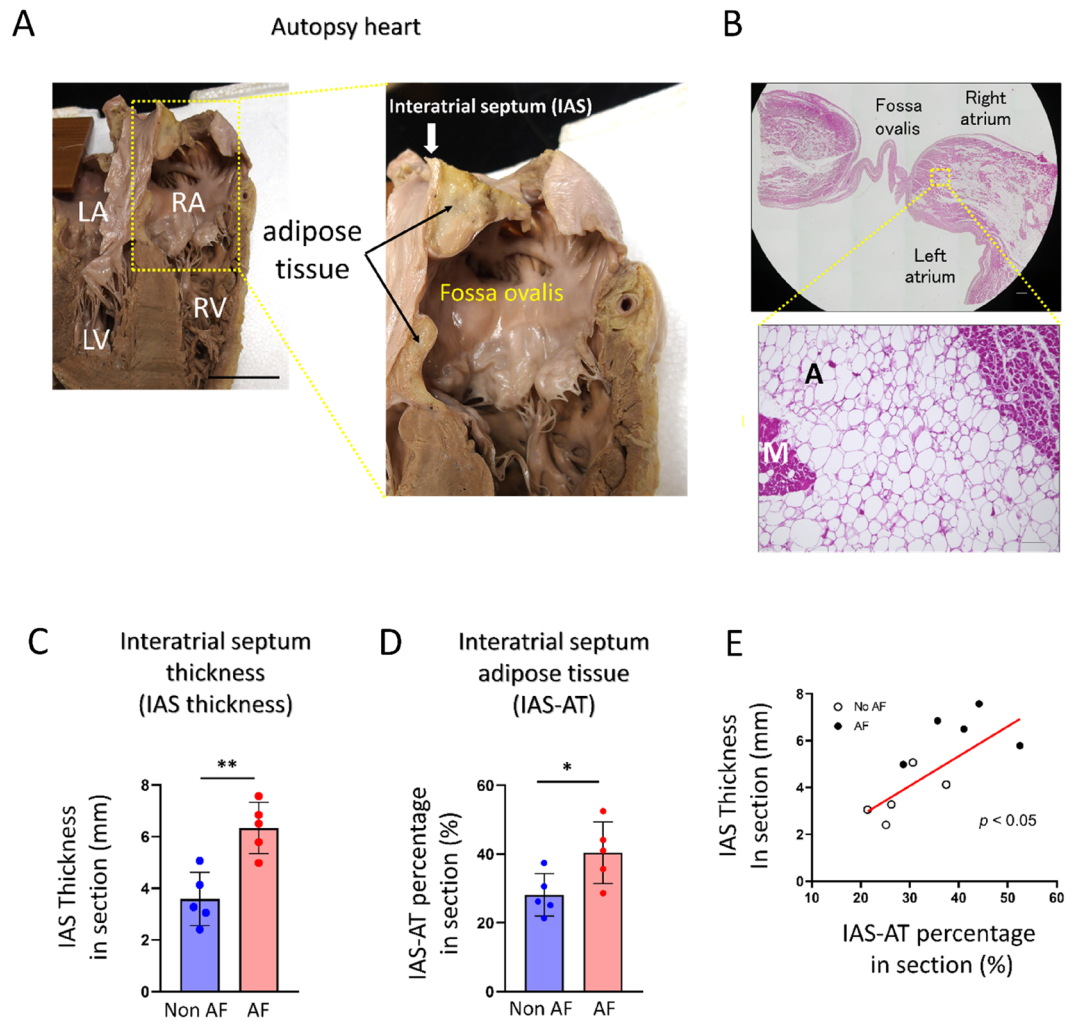 A
Autopsy heart
Interatrial septum (IAS)
LA
RA
RV
LV
adipose
tissue
Fossa ovalis
B
Fossa
ovalis
Right
atrium
Left
atrium
A
M
C
Interatrial septum
thickness
(IAS thickness)
IAS Thickness
in section (mm)
8
6
4
2
0
**
Non AF
AF
D
Interatrial septum
adipose tissue
(IAS-AT)
IAS-AT percentage
in section (%)
60
40
20
0
*
Non AF
AF
E
IAS Thickness
In section (mm)
8
6
4
2
0
No AF
AF
p < 0.05
10
20
30
40
50
60
IAS-AT percentage
in section (%)